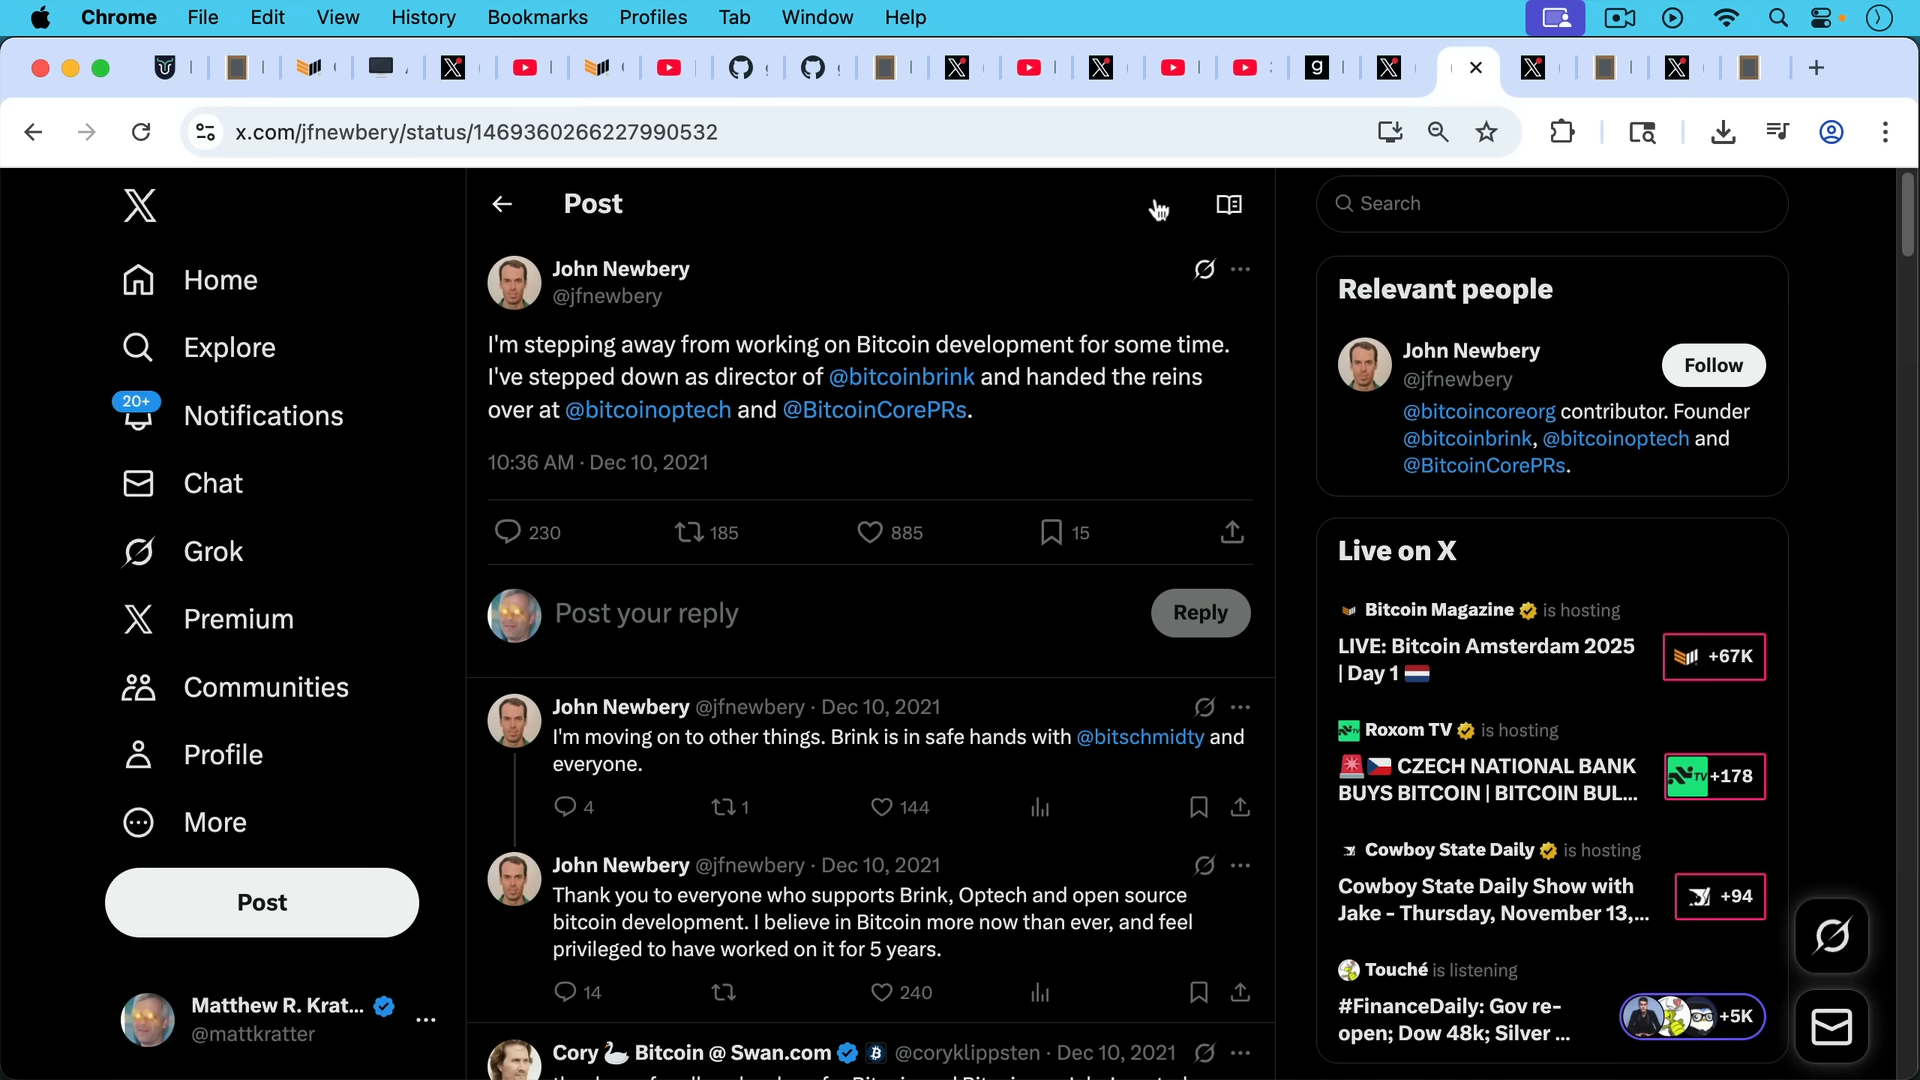 Chrome File Edit View History Bookmarks Profiles Tab Window Help
x.com/jfnewbery/status/1469360266227990532
Post
Search
Home
Explore
20+
Notifications
Chat
Grok
Premium
Communities
Profile
More
Post
Matthew R. Krat...
@mattkratter
John Newbery
@jfnewbery
I'm stepping away from working on Bitcoin development for some time.
I've stepped down as director of @bitcoinbrink and handed the reins
over at @bitcoinoptech and @BitcoinCorePRs.
10:36 AM · Dec 10, 2021
230 185 885 15
Post your reply
Reply
John Newbery @jfnewbery · Dec 10, 2021
I'm moving on to other things. Brink is in safe hands with @bitschmidty and
everyone.
4 1 144
John Newbery @jfnewbery · Dec 10, 2021
Thank you to everyone who supports Brink, Optech and open source
bitcoin development. I believe in Bitcoin more now than ever, and feel
privileged to have worked on it for 5 years.
14 240
Cory 🦢 Bitcoin @ Swan.com @coryklippsten · Dec 10, 2021
Relevant people
John Newbery
@jfnewbery
Follow
@bitcoincoreorg contributor. Founder
@bitcoinbrink, @bitcoinoptech and
@BitcoinCorePRs.
Live on X
Bitcoin Magazine is hosting
LIVE: Bitcoin Amsterdam 2025
| Day 1 🇳🇱
+67K
Roxom TV is hosting
🚨🇨🇿 CZECH NATIONAL BANK
BUYS BITCOIN | BITCOIN BUL...
TV +178
Cowboy State Daily is hosting
Cowboy State Daily Show with
Jake - Thursday, November 13,...
+94
Touché is listening
#FinanceDaily: Gov re-
open; Dow 48k; Silver ...
+5K